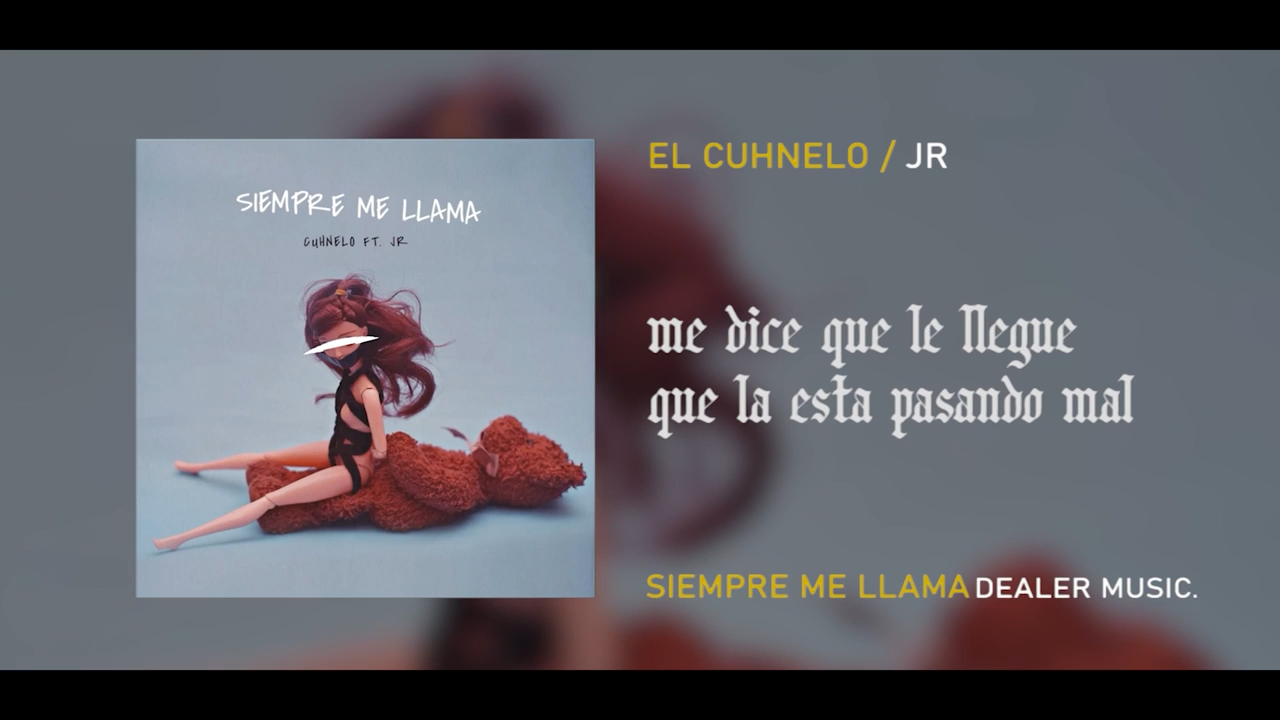 SIEMPRE ME LLAMA
CUHNELO FT. JR
EL CUHNELO / JR
me dice que le llegue
que la esta pasando mal
SIEMPRE ME LLAMA DEALER MUSIC.